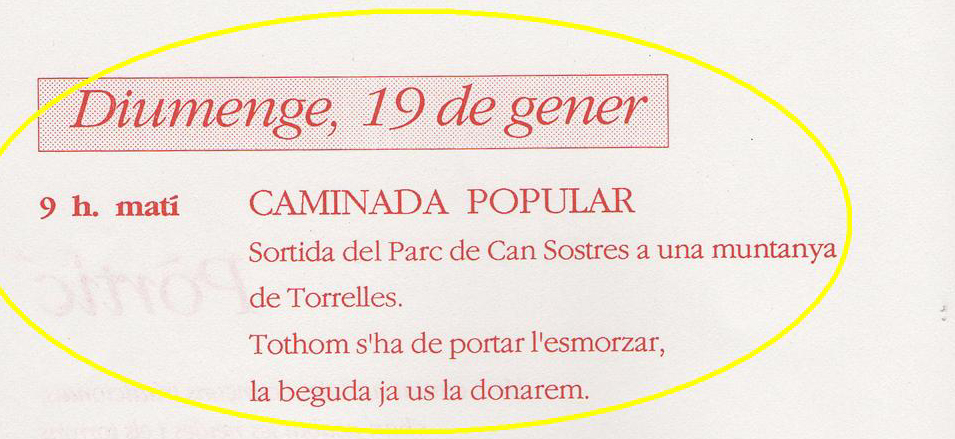 Diumenge, 19 de gener
9 h. matí CAMINADA POPULAR
Sortida del Parc de Can Sostres a una muntanya
de Torrelles.
Tothom s'ha de portar l'esmorzar,
la beguda ja us la donarem.
Pòrtic